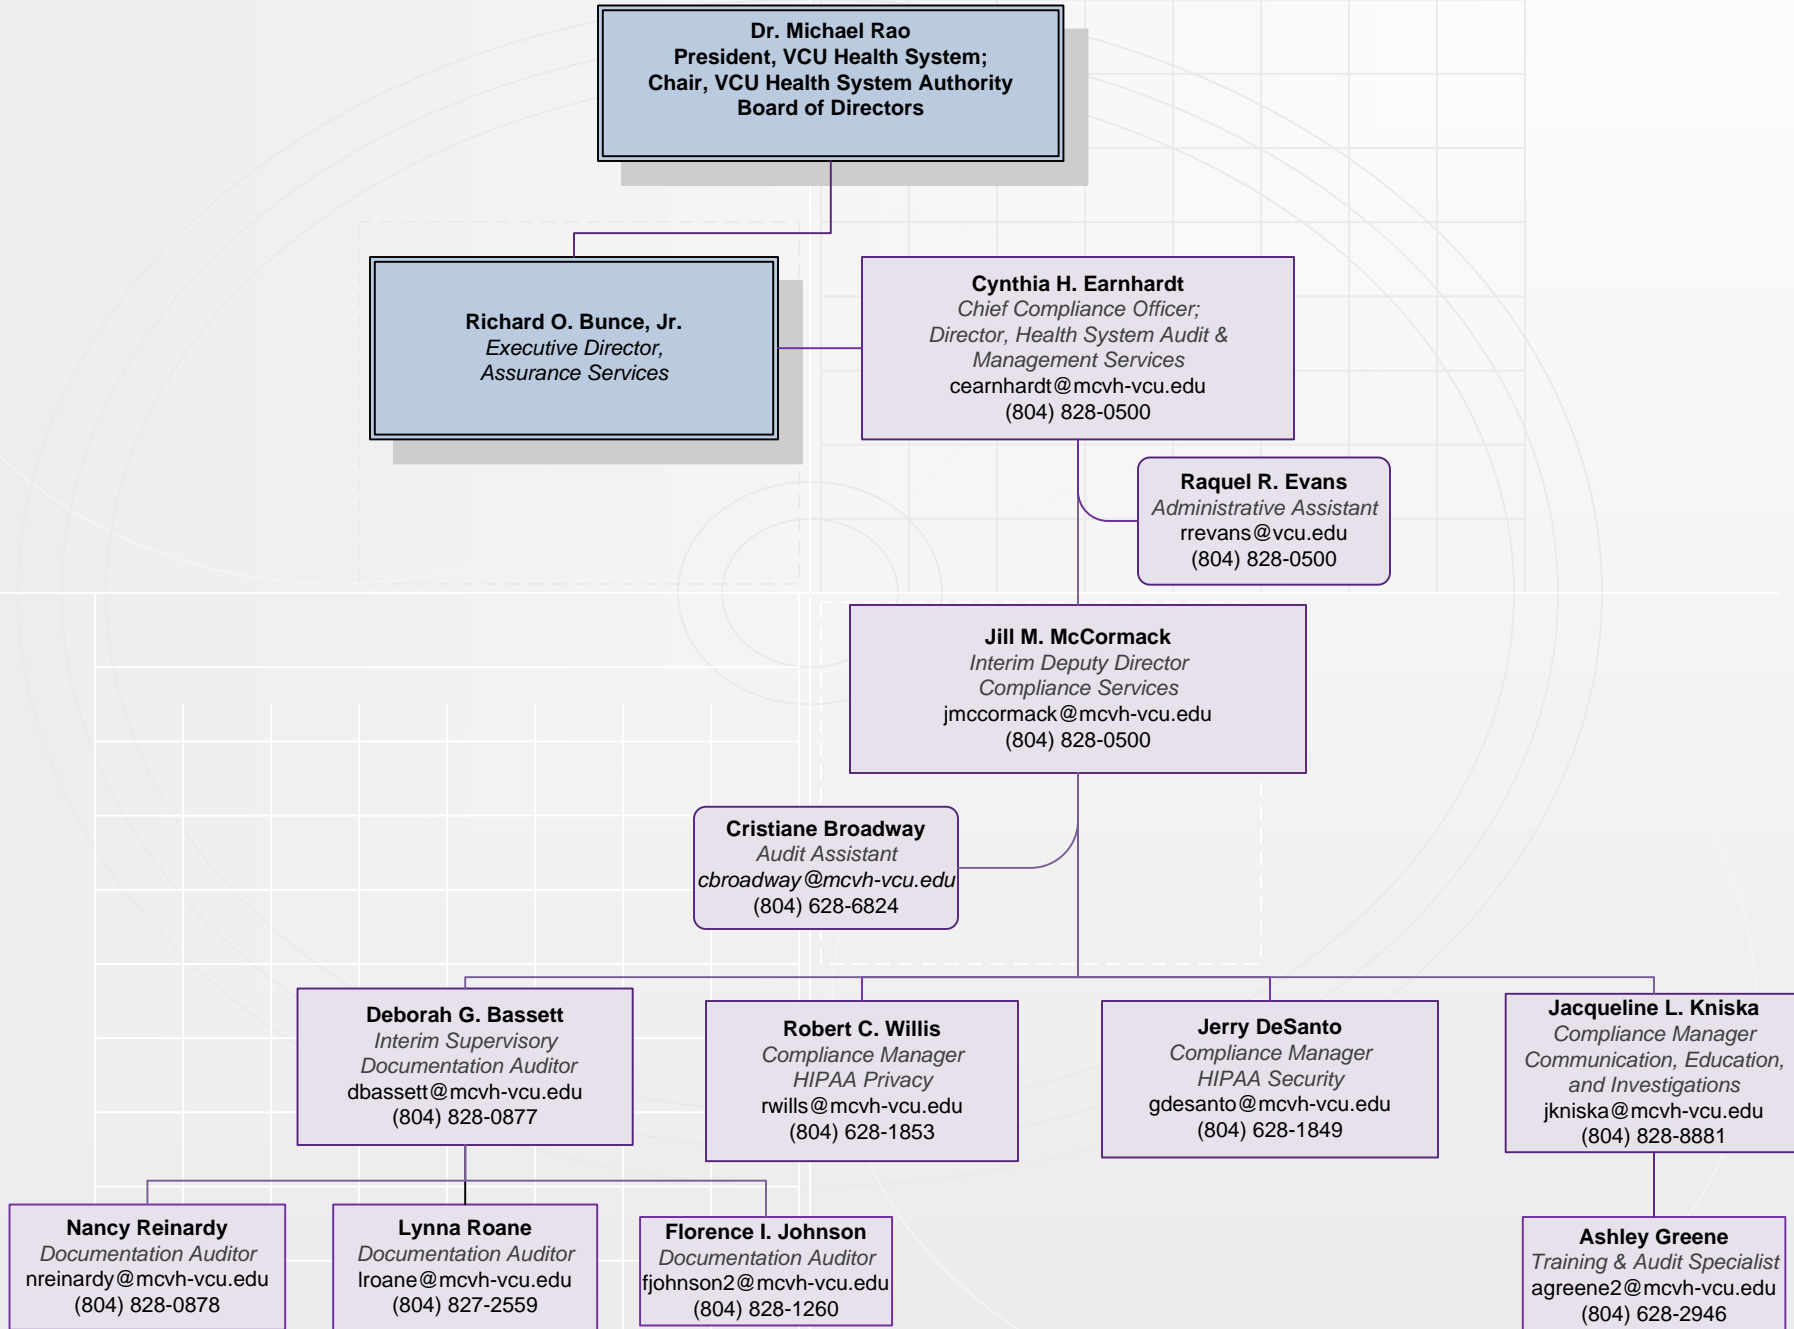 Dr. Michael Rao
President, VCU Health System;
Chair, VCU Health System Authority
Board of Directors
Richard O. Bunce, Jr.
Executive Director,
Assurance Services
Cynthia H. Earnhardt
Chief Compliance Officer;
Director, Health System Audit &
Management Services
cearnhardt@mcvh-vcu.edu
(804) 828-0500
Raquel R. Evans
Administrative Assistant
rrevans@vcu.edu
(804) 828-0500
Jill M. McCormack
Interim Deputy Director
Compliance Services
jmccormack@mcvh-vcu.edu
(804) 828-0500
Cristiane Broadway
Audit Assistant
cbroadway@mcvh-vcu.edu
(804) 628-6824
Deborah G. Bassett
Interim Supervisory
Documentation Auditor
dbassett@mcvh-vcu.edu
(804) 828-0877
Robert C. Willis
Compliance Manager
HIPAA Privacy
rwills@mcvh-vcu.edu
(804) 628-1853
Jerry DeSanto
Compliance Manager
HIPAA Security
gdesanto@mcvh-vcu.edu
(804) 628-1849
Jacqueline L. Kniska
Compliance Manager
Communication, Education,
and Investigations
jkniska@mcvh-vcu.edu
(804) 828-8881
Nancy Reinardy
Documentation Auditor
nreinardy@mcvh-vcu.edu
(804) 828-0878
Lynna Roane
Documentation Auditor
lroane@mcvh-vcu.edu
(804) 827-2559
Florence I. Johnson
Documentation Auditor
fjohnson2@mcvh-vcu.edu
(804) 828-1260
Ashley Greene
Training & Audit Specialist
agreene2@mcvh-vcu.edu
(804) 628-2946